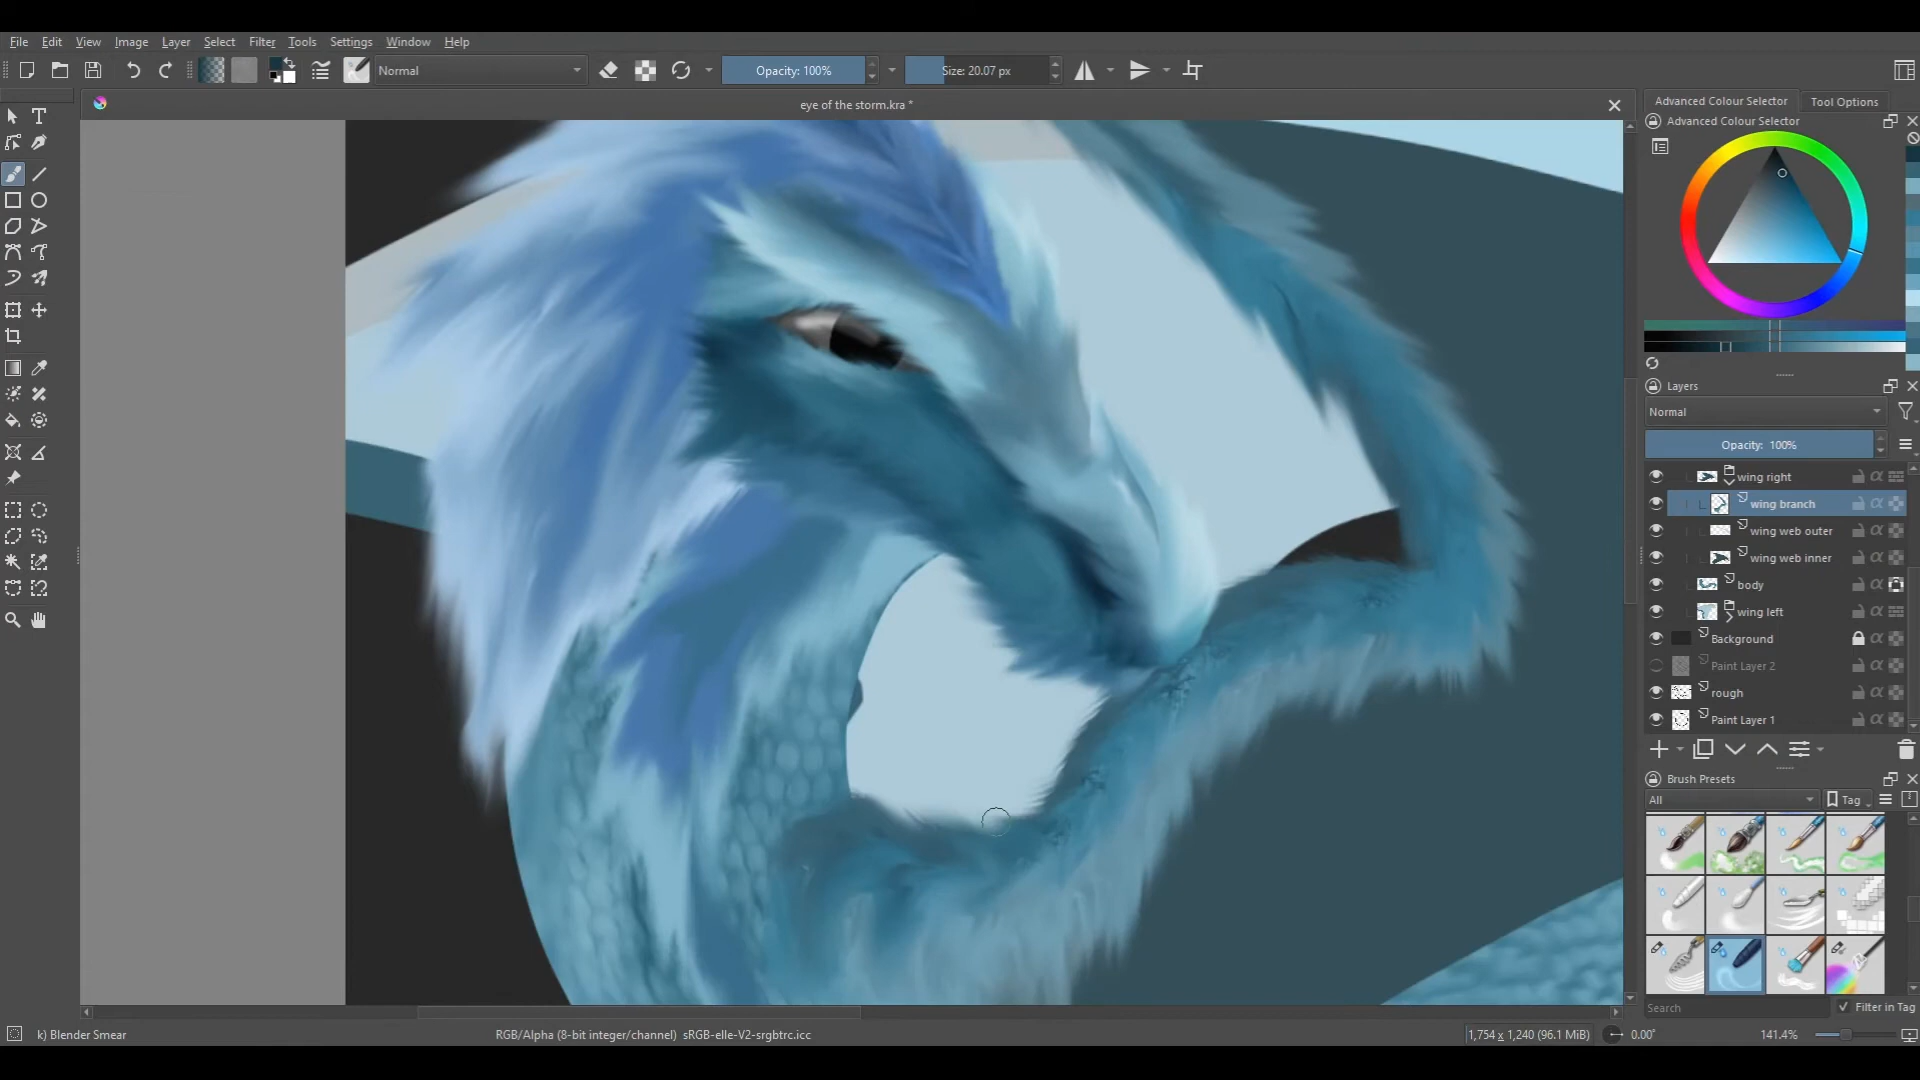 File Edit View Image Layer Select Filter Tools Settings Window Help
Normal Opacity: 100% Size: 20.07 px
eye of the storm.kra *
Advanced Colour Selector Tool Options
Advanced Colour Selector
Layers
Normal
Opacity: 100%
wing right
wing branch
wing web outer
wing web inner
body
wing left
Background
Paint Layer 2
rough
Paint Layer 1
Brush Presets
All Tag
Search Filter in Tag
k) Blender Smear RGB/Alpha (8-bit integer/channel) sRGB-elle-V2-srgbtrc.icc 1,754 x 1,240 (96.1 MiB) 0.00° 141.4%